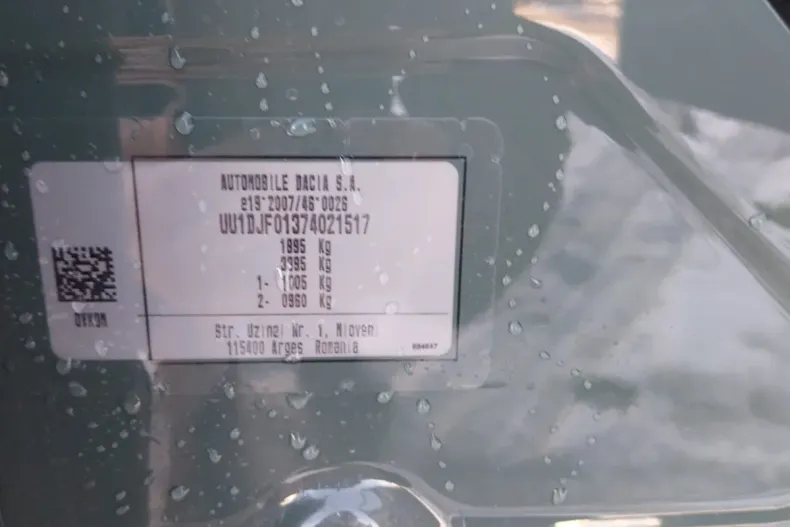 AUTOMOBILE DACIA S.A.
e19*2007/46*0026
UU1DJF01374021517
1995 Kg
3395 Kg
1- 1005 Kg
2- 0960 Kg
Str. Uzinei Nr. 1, Mioveni
115400 Arges Romania